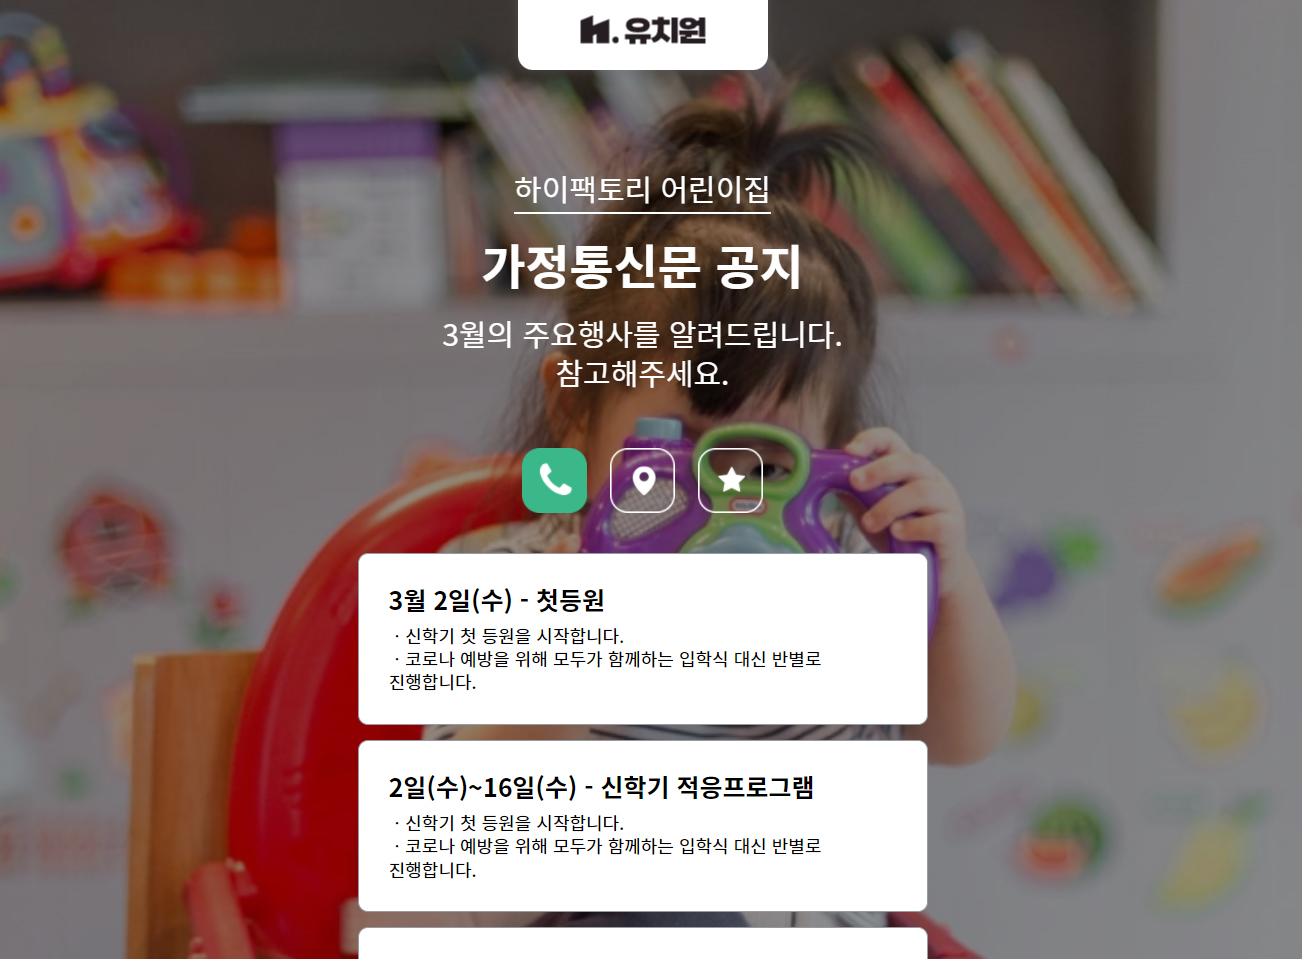 h. 유치원
하이팩토리 어린이집
가정통신문 공지
3월의 주요행사를 알려드립니다.
참고해주세요.
3월 2일(수) - 첫등원
· 신학기 첫 등원을 시작합니다.
· 코로나 예방을 위해 모두가 함께하는 입학식 대신 반별로
진행합니다.
2일(수)~16일(수) - 신학기 적응프로그램
· 신학기 첫 등원을 시작합니다.
· 코로나 예방을 위해 모두가 함께하는 입학식 대신 반별로
진행합니다.